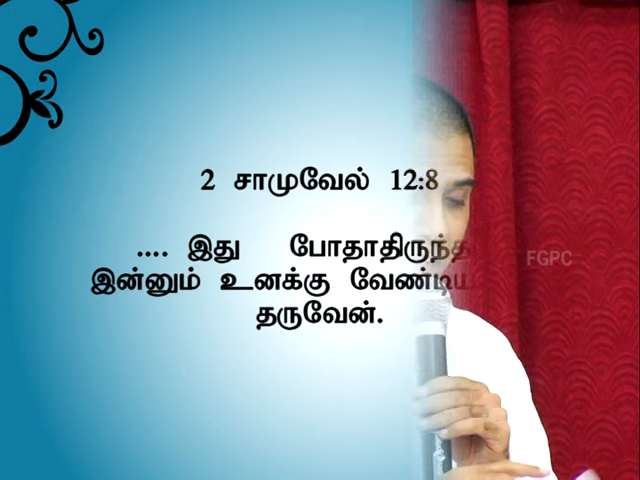 2 சாமுவேல் 12:8
.... இது
இன்னும் உனக்கு
தருவேன்.
FGPC